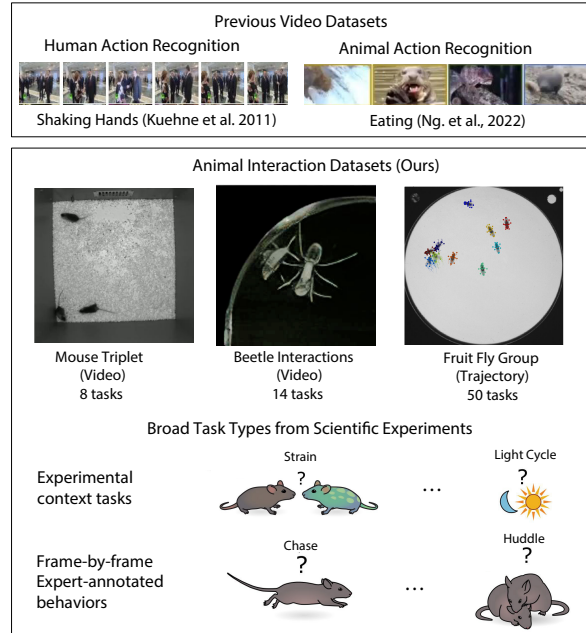 Previous Video Datasets
Human Action Recognition
Animal Action Recognition
Shaking Hands (Kuehne et al. 2011)
Eating (Ng. et al., 2022)
Animal Interaction Datasets (Ours)
Mouse Triplet
(Video)
8 tasks
Beetle Interactions
(Video)
14 tasks
Fruit Fly Group
(Trajectory)
50 tasks
Broad Task Types from Scientific Experiments
Experimental
context tasks
Strain
?
...
Light Cycle
?
Frame-by-frame
Expert-annotated
behaviors
Chase
?
...
Huddle
?